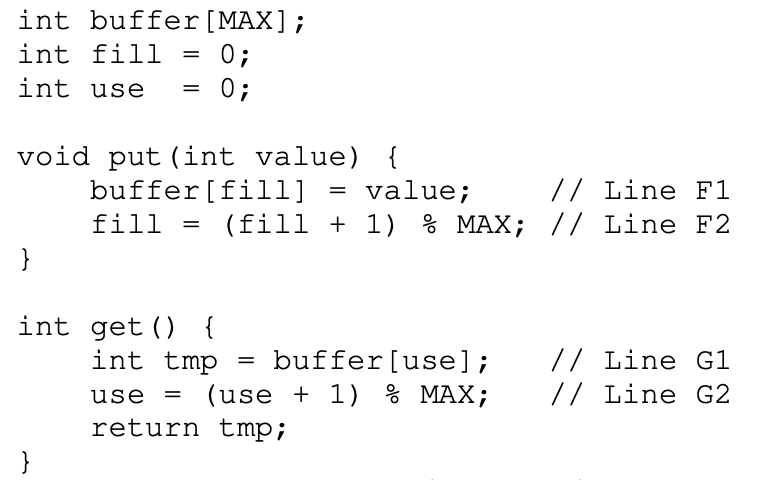 int buffer[MAX];
int fill = 0;
int use  = 0;

void put(int value) {
    buffer[fill] = value;    // Line F1
    fill = (fill + 1) % MAX; // Line F2
}

int get() {
    int tmp = buffer[use];   // Line G1
    use = (use + 1) % MAX;   // Line G2
    return tmp;
}